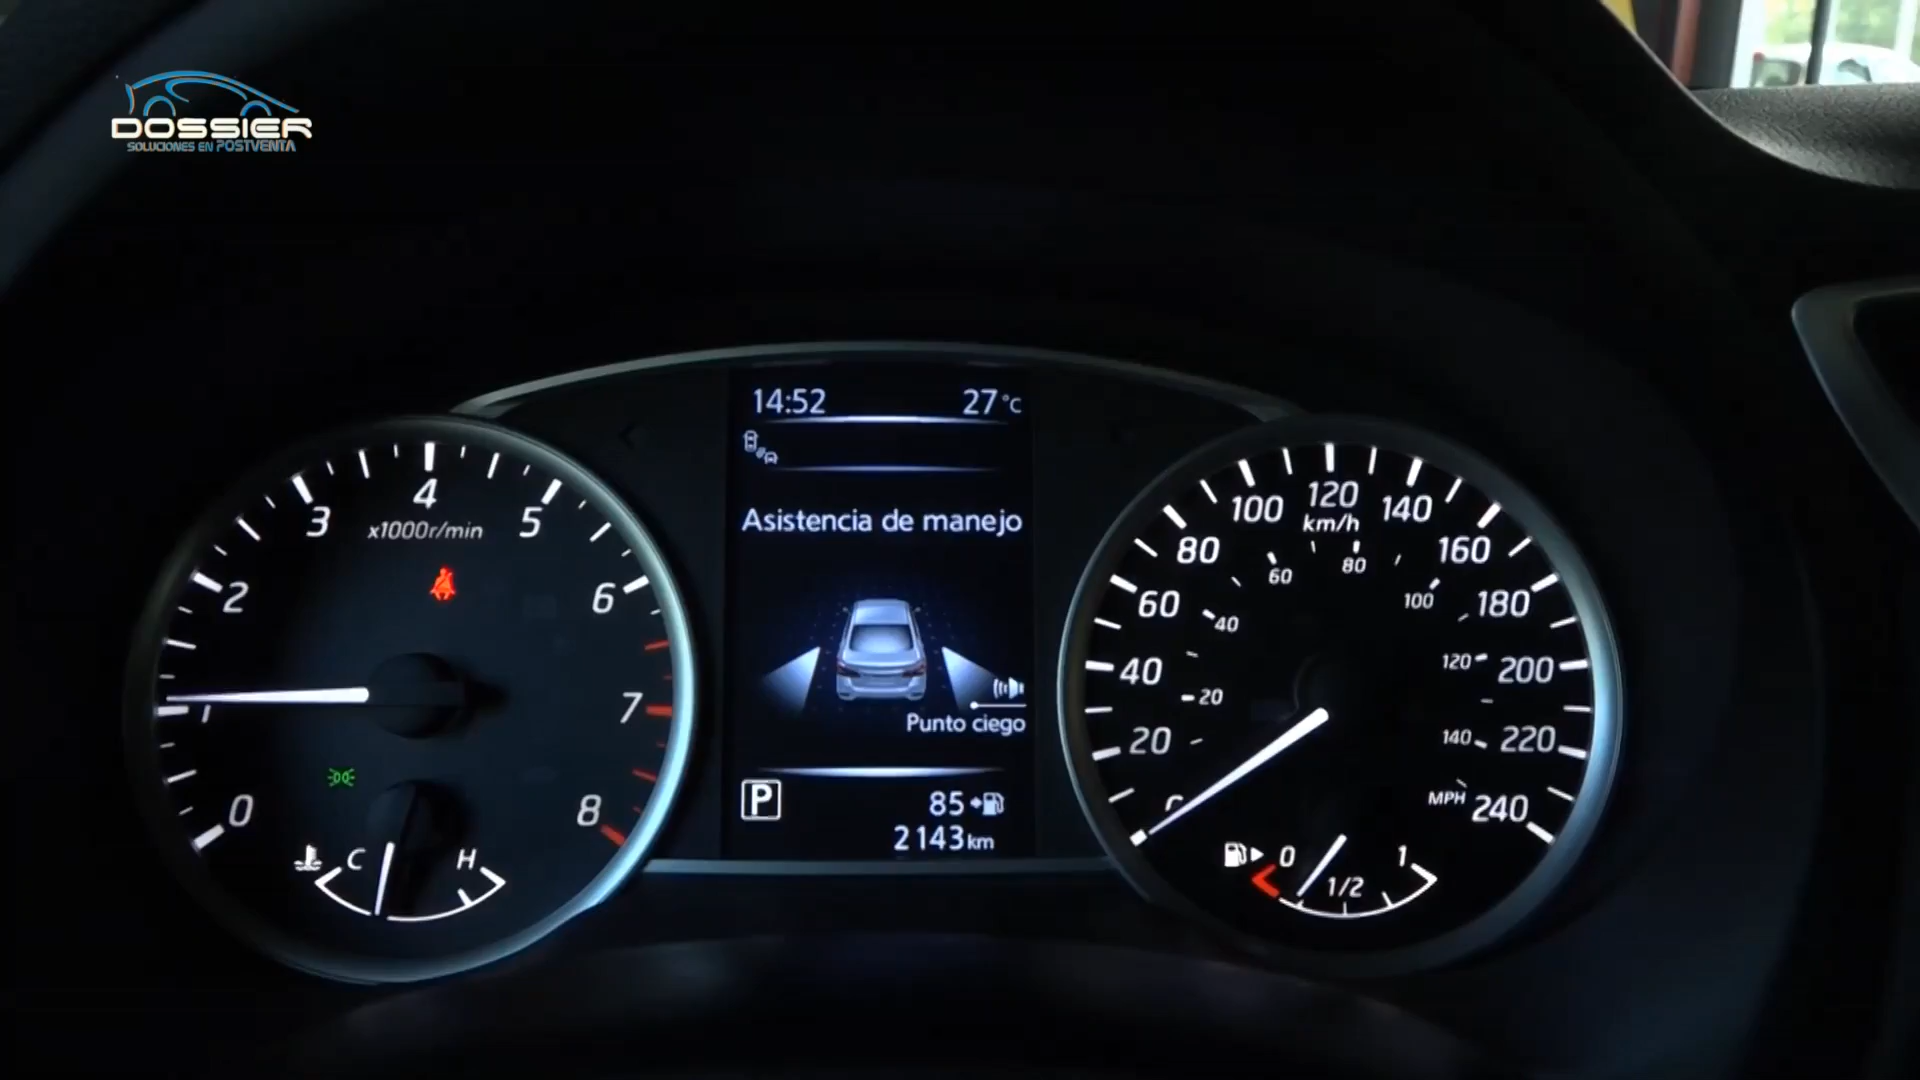 DOSSIER
SOLUCIONES EN POSTVENTA
14:52 27°C
Asistencia de manejo
Punto ciego
P
85
2143km
0
1
2
3
4
5
6
7
8
x1000r/min
C H
20
40
60
80
100
120
140
160
180
200
220
240
km/h
20
40
60
80
100
120
140
MPH
0 1/2 1